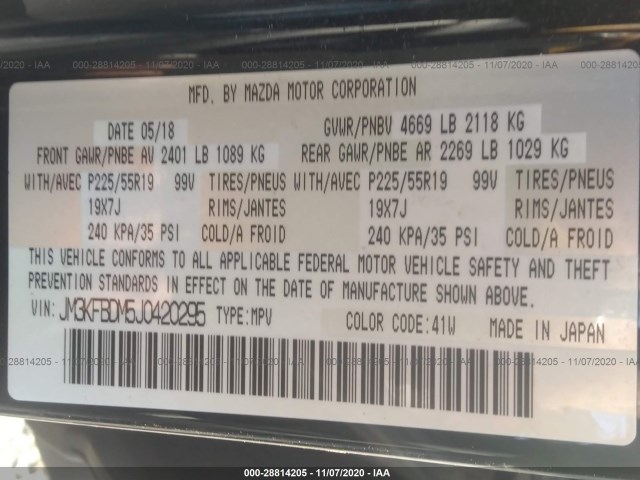 000-28814205 - 11/07/2020 - IAA 000-28814205 - 11/07/2020 - IAA 000-28814205 - 11/07/2020 - IAA
MFD. BY MAZDA MOTOR CORPORATION
DATE 05/18 GVWR/PNBV 4669 LB 2118 KG
FRONT GAWR/PNBE AV 2401 LB 1089 KG REAR GAWR/PNBE AR 2269 LB 1029 KG
WITH/AVEC P225/55R19 99V TIRES/PNEUS WITH/AVEC P225/55R19 99V TIRES/PNEUS
19X7J RIMS/JANTES 19X7J RIMS/JANTES
240 KPA/35 PSI COLD/A FROID 240 KPA/35 PSI COLD/A FROID
THIS VEHICLE CONFORMS TO ALL APPLICABLE FEDERAL MOTOR VEHICLE SAFETY AND THEFT
PREVENTION STANDARDS IN EFFECT ON THE DATE OF MANUFACTURE SHOWN ABOVE.
VIN: JM3KFBDM5J0420295 TYPE:MPV COLOR CODE:41W MADE IN JAPAN
000-28814205 - 11/07/2020 - IAA 000-28814205 - 11/07/2020 - IAA
000-28814205 - 11/07/2020 - IAA